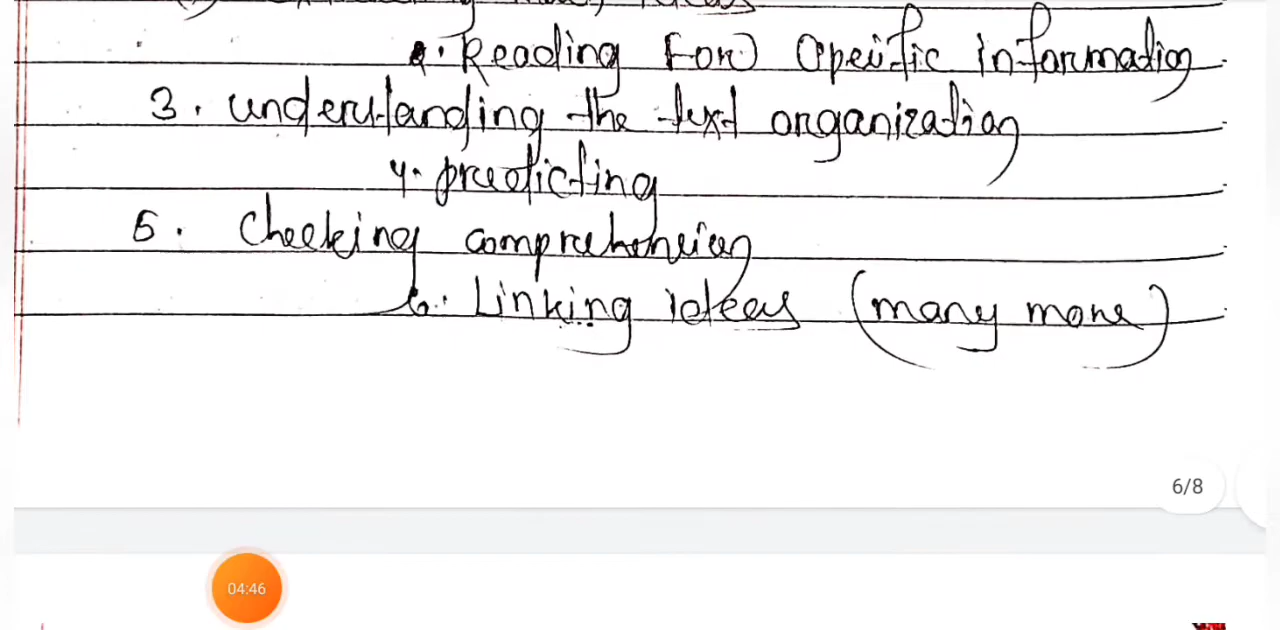 2. Reading For Specific information
3. understanding the text organization
4. predicting
5. Checking comprehension
6. Linking ideas (many more)
6/8
04:46